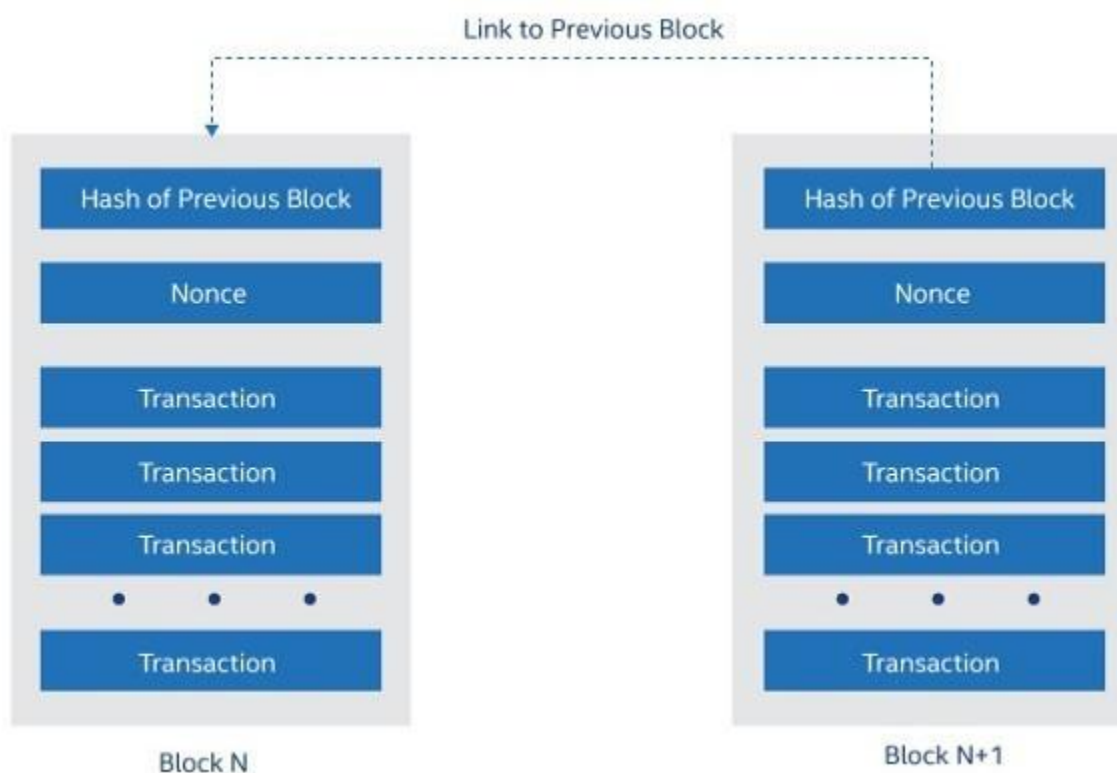 Link to Previous Block
Hash of Previous Block
Nonce
Transaction
Transaction
Transaction
Transaction
Block N
Hash of Previous Block
Nonce
Transaction
Transaction
Transaction
Transaction
Block N+1